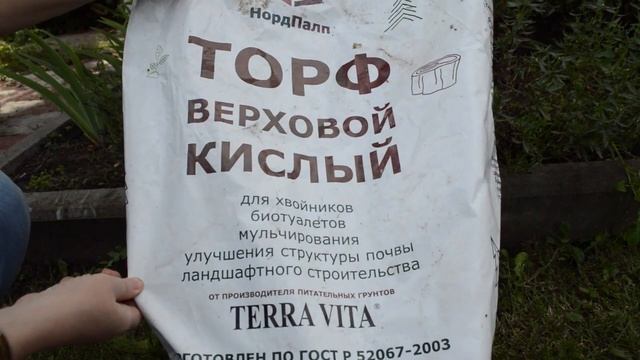 НордПалп
ТОРФ
ВЕРХОВОЙ
КИСЛЫЙ
для хвойников
биотуалетов
мульчирования
улучшения структуры почвы
ландшафтного строительства
ОТ ПРОИЗВОДИТЕЛЯ ПИТАТЕЛЬНЫХ ГРУНТОВ
TERRA VITA®
ГОТОВЛЕН ПО ГОСТ Р 52067-2003